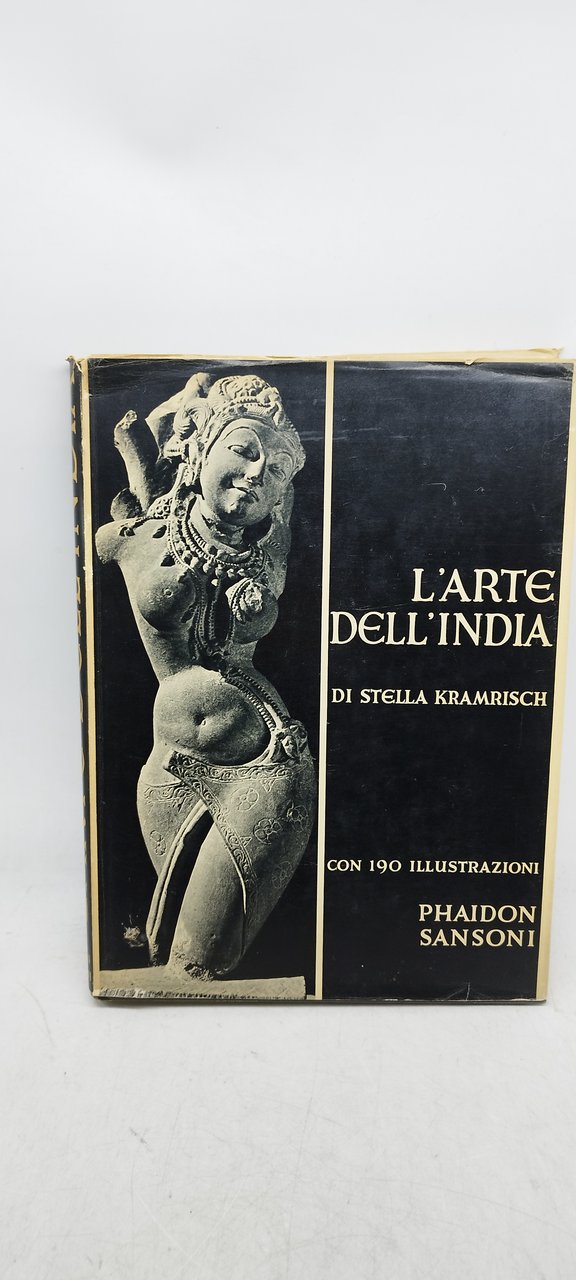 L'ARTE
DELL'INDIA
DI STELLA KRAMRISCH
CON 190 ILLUSTRAZIONI
PHAIDON
SANSONI